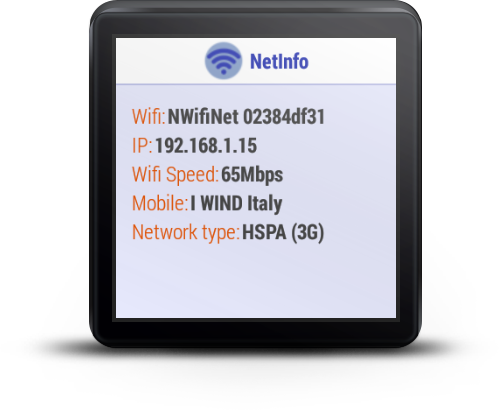 NetInfo
Wifi: NWifiNet 02384df31
IP: 192.168.1.15
Wifi Speed: 65Mbps
Mobile: I WIND Italy
Network type: HSPA (3G)